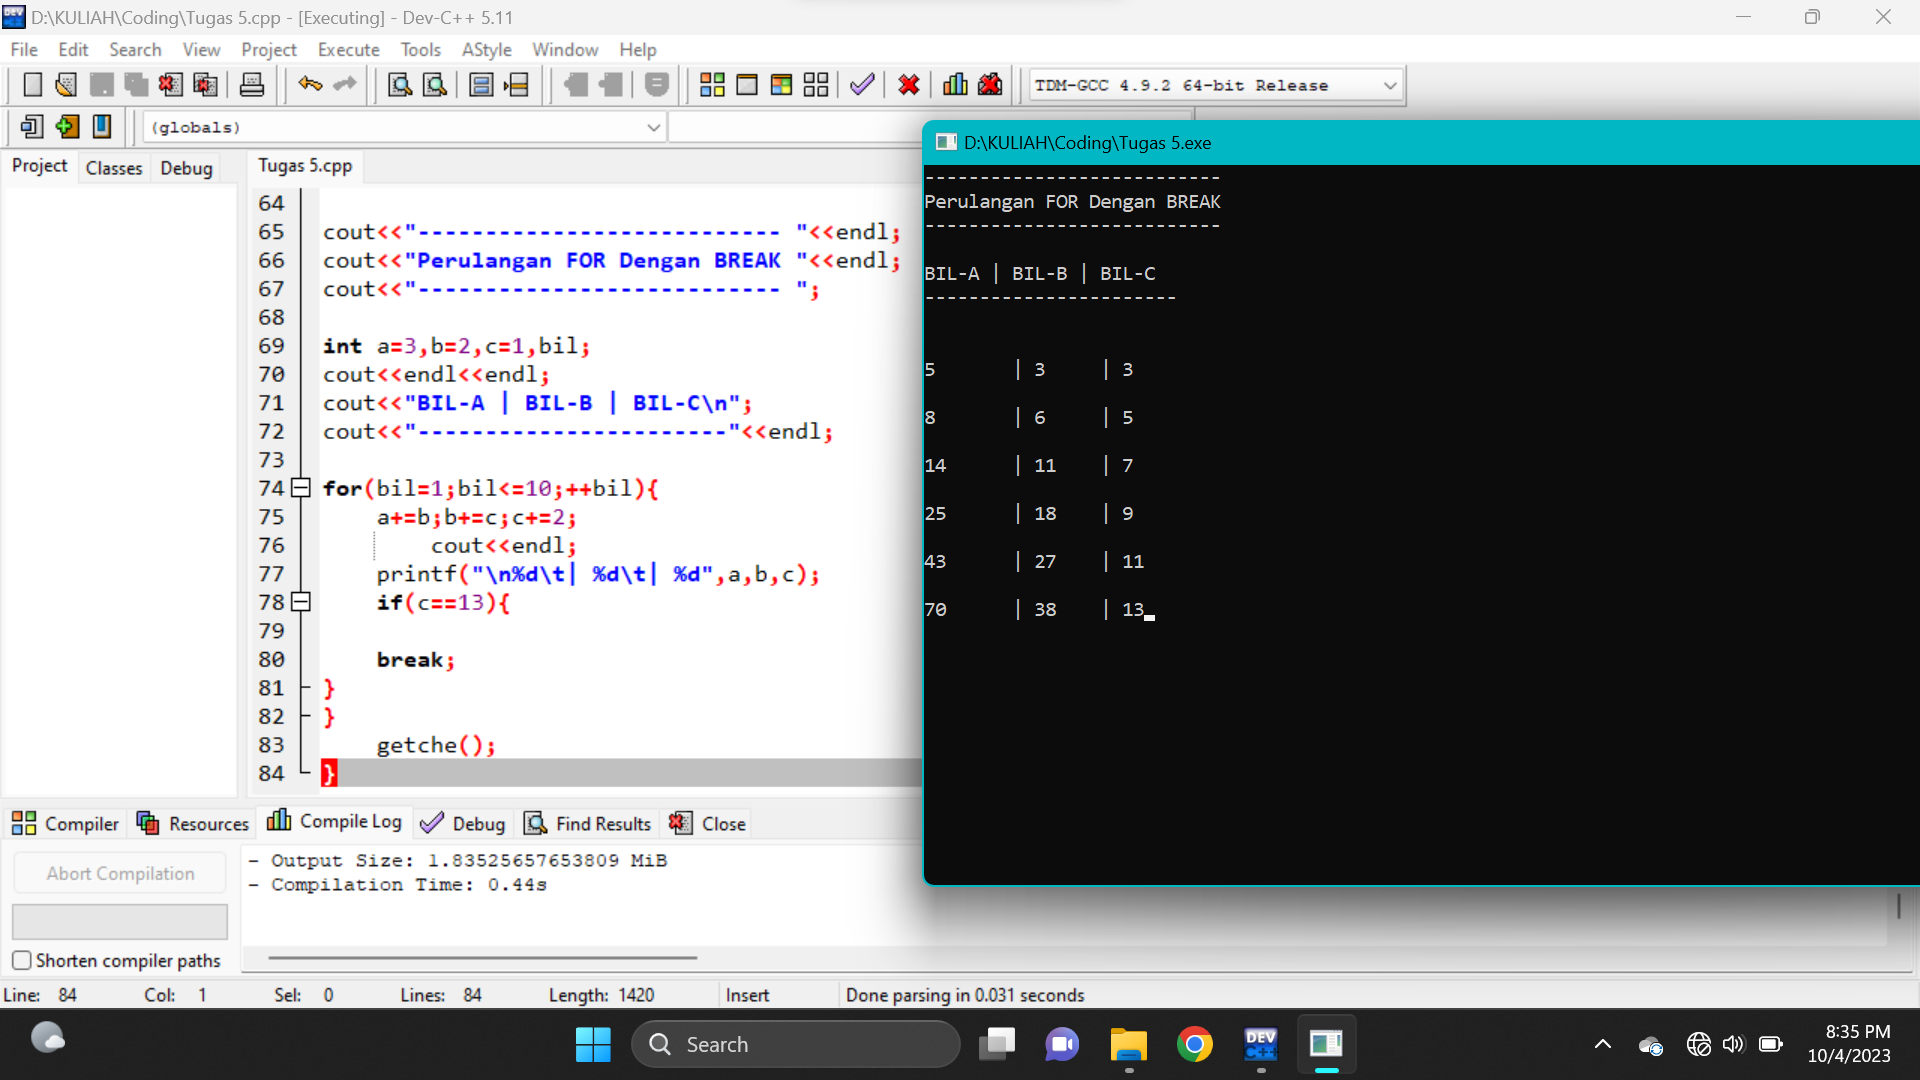 D:\KULIAH\Coding\Tugas 5.cpp - [Executing] - Dev-C++ 5.11
File Edit Search View Project Execute Tools AStyle Window Help
TDM-GCC 4.9.2 64-bit Release
(globals)
Project Classes Debug
Tugas 5.cpp
64
65 cout<<"--------------------------- "<<endl;
66 cout<<"Perulangan FOR Dengan BREAK "<<endl;
67 cout<<"--------------------------- ";
68
69 int a=3,b=2,c=1,bil;
70 cout<<endl<<endl;
71 cout<<"BIL-A | BIL-B | BIL-C\n";
72 cout<<"-----------------------"<<endl;
73
74 for(bil=1;bil<=10;++bil){
75 a+=b;b+=c;c+=2;
76 cout<<endl;
77 printf("\n%d\t| %d\t| %d",a,b,c);
78 if(c==13){
79
80 break;
81 }
82 }
83 getche();
84 }
D:\KULIAH\Coding\Tugas 5.exe
---------------------------
Perulangan FOR Dengan BREAK
---------------------------
BIL-A | BIL-B | BIL-C
-----------------------
5 | 3 | 3
8 | 6 | 5
14 | 11 | 7
25 | 18 | 9
43 | 27 | 11
70 | 38 | 13
Compiler Resources Compile Log Debug Find Results Close
Abort Compilation
Shorten compiler paths
- Output Size: 1.83525657653809 MiB
- Compilation Time: 0.44s
Line: 84 Col: 1 Sel: 0 Lines: 84 Length: 1420 Insert Done parsing in 0.031 seconds
Search
DEV C++
8:35 PM
10/4/2023